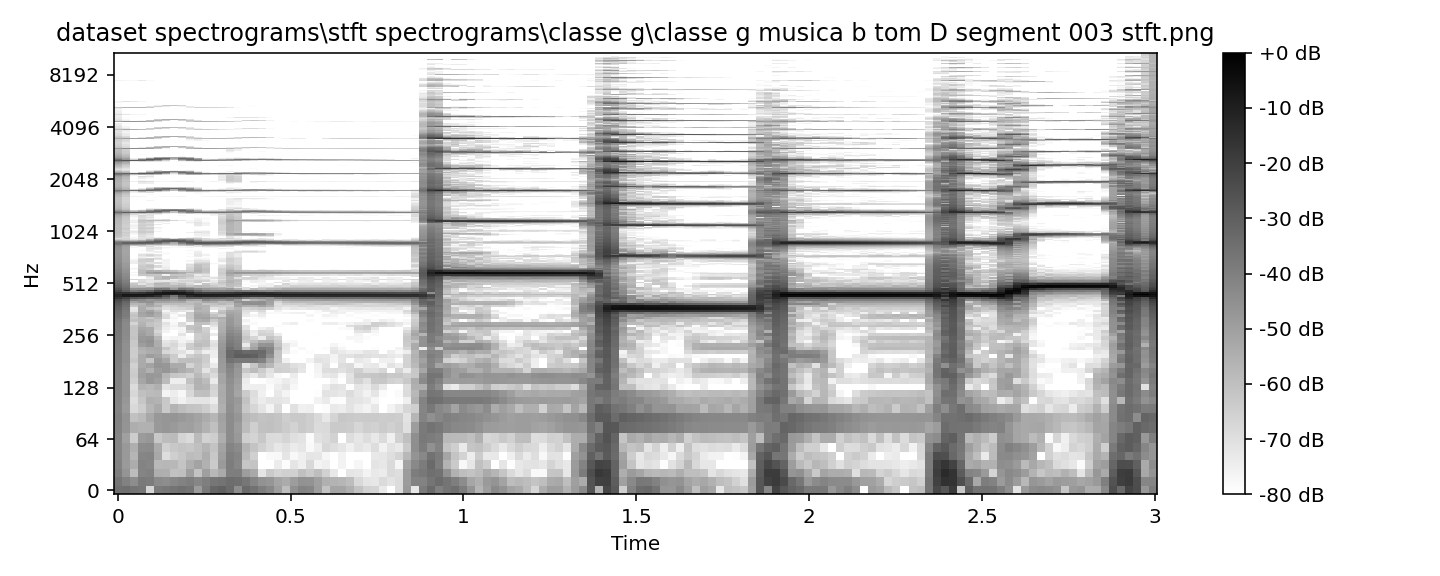 dataset spectrograms\stft spectrograms\classe g\classe g musica b tom D segment 003 stft.png
8192
4096
2048
1024
512
256
128
64
0
Hz
0
0.5
1
1.5
2
2.5
3
Time
+0 dB
-10 dB
-20 dB
-30 dB
-40 dB
-50 dB
-60 dB
-70 dB
-80 dB